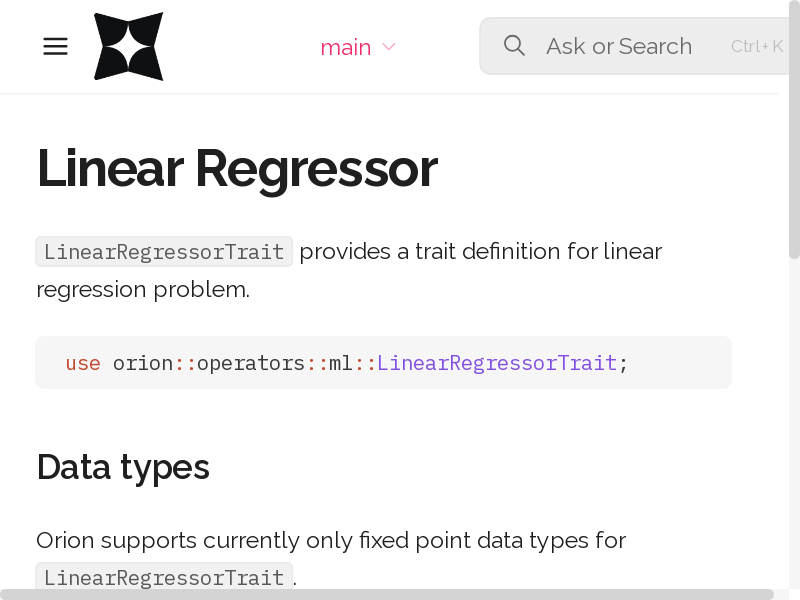 main
Ask or Search
Ctrl+K
Linear Regressor
LinearRegressorTrait provides a trait definition for linear
regression problem.
use orion::operators::ml::LinearRegressorTrait;
Data types
Orion supports currently only fixed point data types for
LinearRegressorTrait.